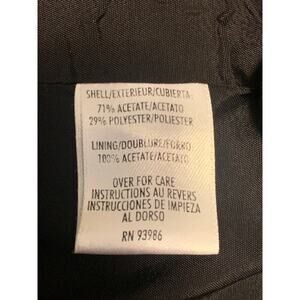 SHELL/EXTERIEUR/CUBIERTA:
71% ACETATE/ACETATO
29% POLYESTER/POLIESTER
LINING/DOUBLURE/FORRO:
100% ACETATE/ACETATO
OVER FOR CARE
INSTRUCTIONS AU REVERS
INSTRUCCIONES DE IMPIEZA
AL DORSO
RN 93986